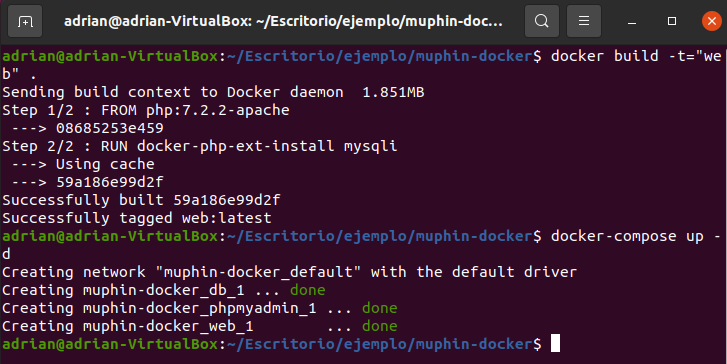 adrian@adrian-VirtualBox: ~/Escritorio/ejemplo/muphin-doc...
adrian@adrian-VirtualBox:~/Escritorio/ejemplo/muphin-docker$ docker build -t="we
b" .
Sending build context to Docker daemon  1.851MB
Step 1/2 : FROM php:7.2.2-apache
 ---> 08685253e459
Step 2/2 : RUN docker-php-ext-install mysqli
 ---> Using cache
 ---> 59a186e99d2f
Successfully built 59a186e99d2f
Successfully tagged web:latest
adrian@adrian-VirtualBox:~/Escritorio/ejemplo/muphin-docker$ docker-compose up -
d
Creating network "muphin-docker_default" with the default driver
Creating muphin-docker_db_1 ... done
Creating muphin-docker_phpmyadmin_1 ... done
Creating muphin-docker_web_1        ... done
adrian@adrian-VirtualBox:~/Escritorio/ejemplo/muphin-docker$